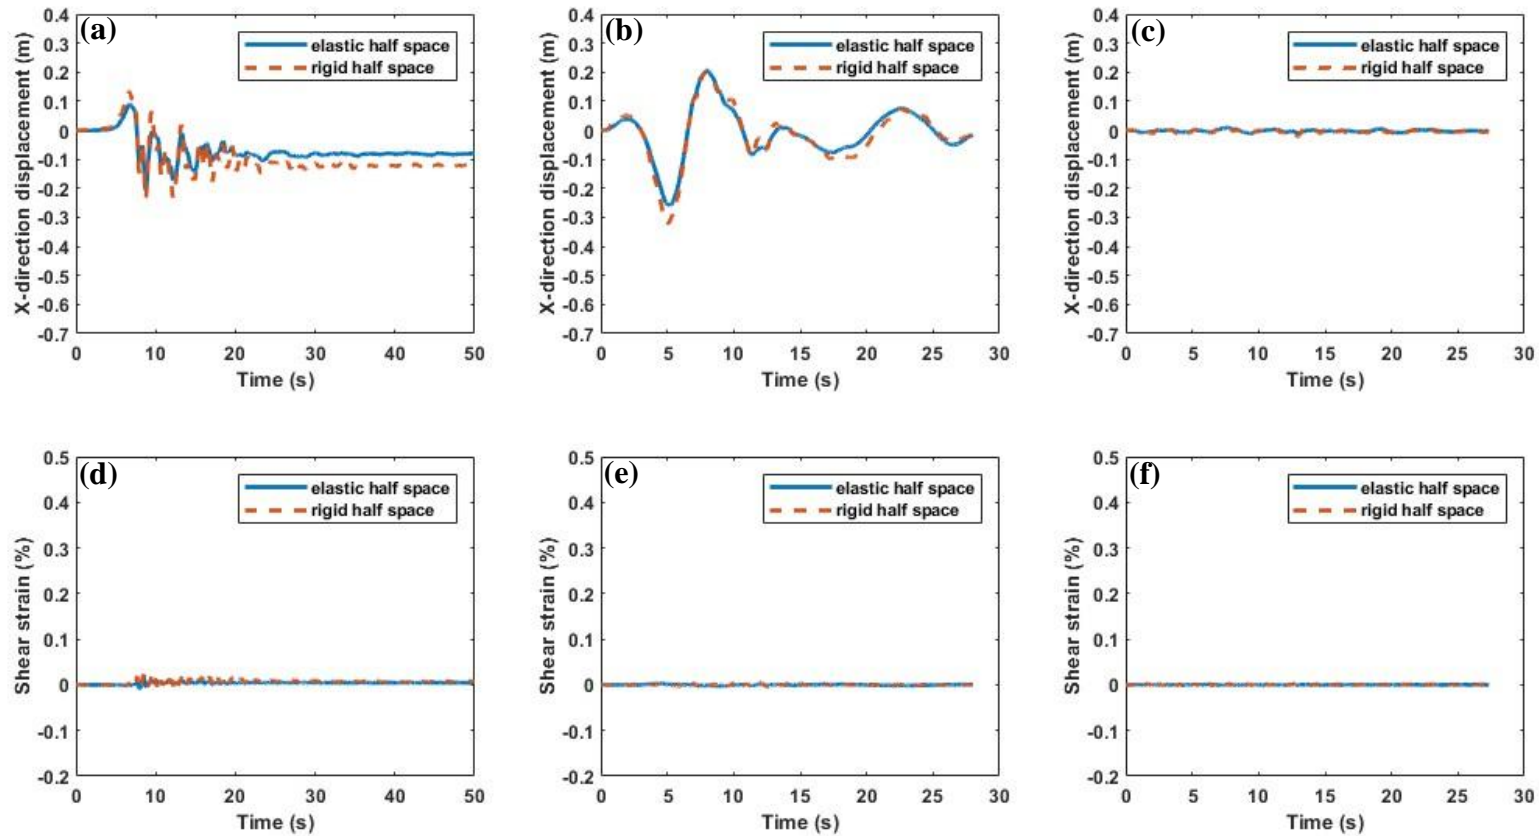 (a)
elastic half space
rigid half space
X-direction displacement (m)
0.4
0.3
0.2
0.1
0
-0.1
-0.2
-0.3
-0.4
-0.5
-0.6
-0.7
0 10 20 30 40 50
Time (s)
(b)
elastic half space
rigid half space
X-direction displacement (m)
0.4
0.3
0.2
0.1
0
-0.1
-0.2
-0.3
-0.4
-0.5
-0.6
-0.7
0 5 10 15 20 25 30
Time (s)
(c)
elastic half space
rigid half space
X-direction displacement (m)
0.4
0.3
0.2
0.1
0
-0.1
-0.2
-0.3
-0.4
-0.5
-0.6
-0.7
0 5 10 15 20 25 30
Time (s)
(d)
elastic half space
rigid half space
Shear strain (%)
0.5
0.4
0.3
0.2
0.1
0
-0.1
-0.2
0 10 20 30 40 50
Time (s)
(e)
elastic half space
rigid half space
Shear strain (%)
0.5
0.4
0.3
0.2
0.1
0
-0.1
-0.2
0 5 10 15 20 25 30
Time (s)
(f)
elastic half space
rigid half space
Shear strain (%)
0.5
0.4
0.3
0.2
0.1
0
-0.1
-0.2
0 5 10 15 20 25 30
Time (s)